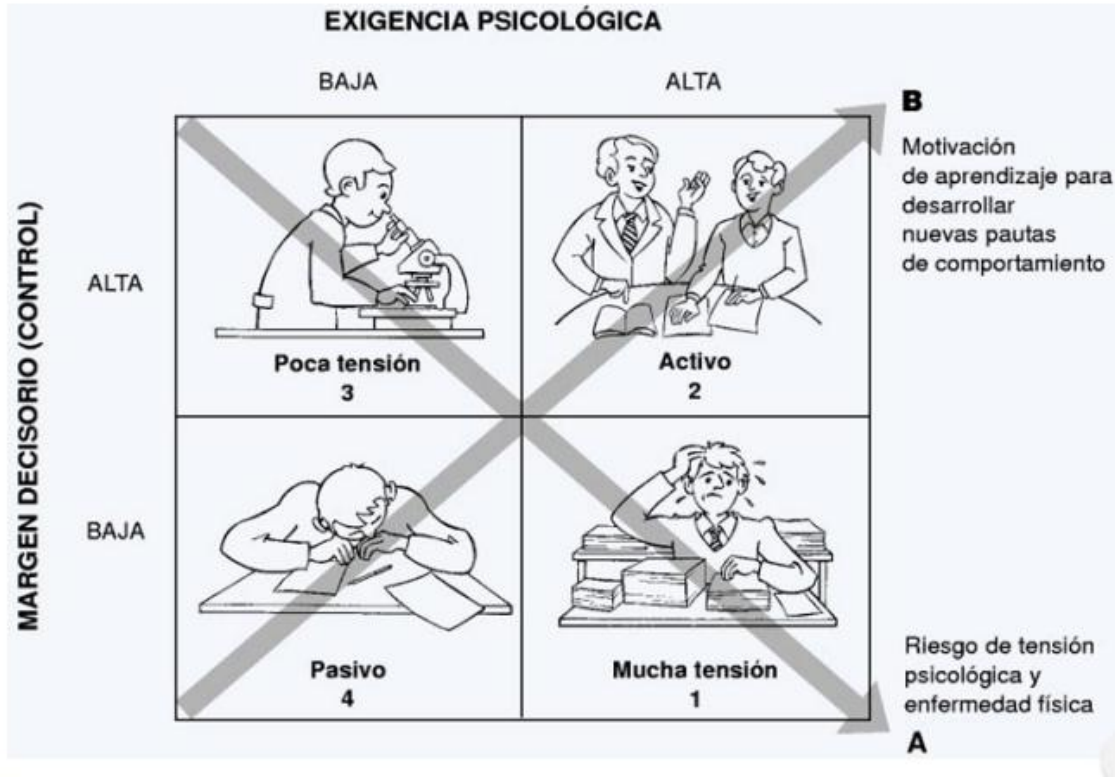 EXIGENCIA PSICOLÓGICA
BAJA
ALTA
B
Motivación
de aprendizaje para
desarrollar
nuevas pautas
de comportamiento
MARGEN DECISORIO (CONTROL)
ALTA
Poca tensión
3
Activo
2
BAJA
Pasivo
4
Mucha tensión
1
Riesgo de tensión
psicológica y
enfermedad física
A